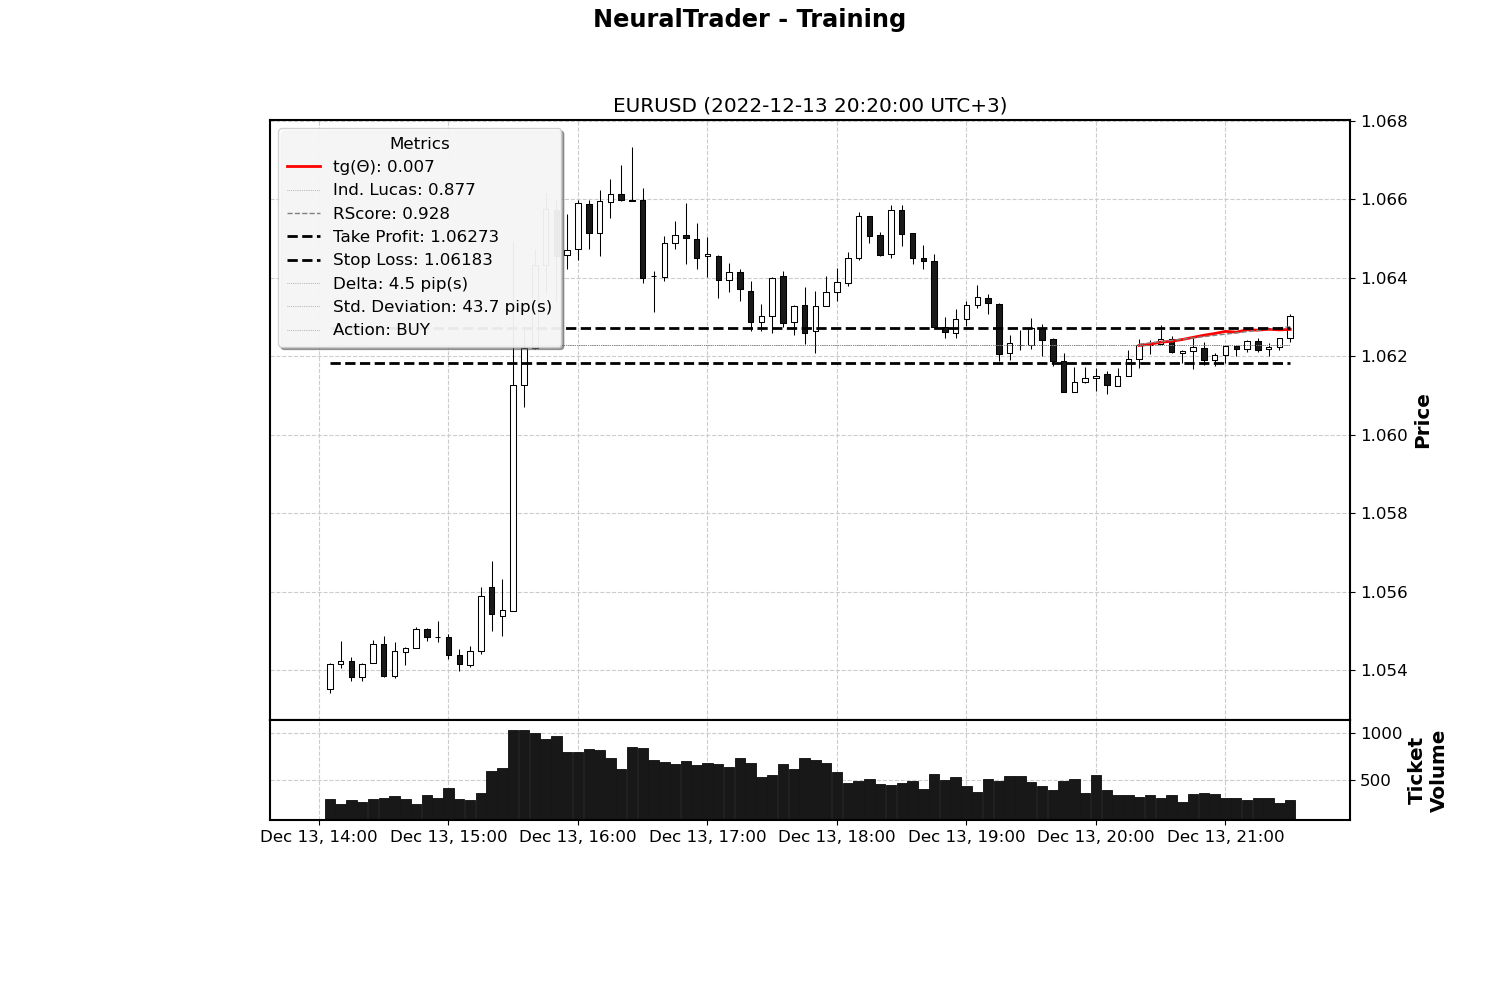 NeuralTrader - Training
EURUSD (2022-12-13 20:20:00 UTC+3)
Metrics
tg(Θ): 0.007
Ind. Lucas: 0.877
RScore: 0.928
Take Profit: 1.06273
Stop Loss: 1.06183
Delta: 4.5 pip(s)
Std. Deviation: 43.7 pip(s)
Action: BUY
1.068
1.066
1.064
1.062
1.060
1.058
1.056
1.054
Price
1000
500
Ticket
Volume
Dec 13, 14:00
Dec 13, 15:00
Dec 13, 16:00
Dec 13, 17:00
Dec 13, 18:00
Dec 13, 19:00
Dec 13, 20:00
Dec 13, 21:00